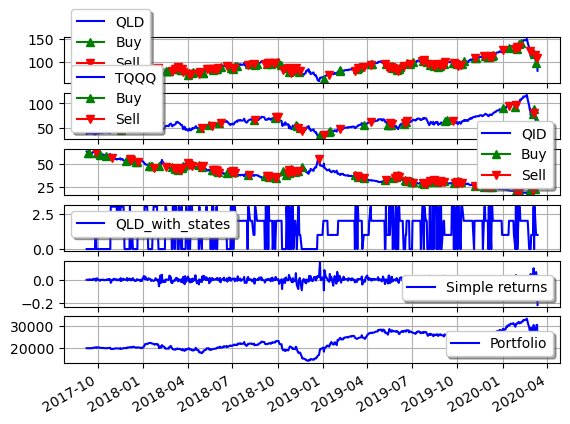 QLD
Buy
Sell
150
100
TQQQ
Buy
Sell
100
50
QID
Buy
Sell
50
25
QLD_with_states
2.5
0.0
Simple returns
0.0
−0.2
Portfolio
30000
20000
2017-10
2018-01
2018-04
2018-07
2018-10
2019-01
2019-04
2019-07
2019-10
2020-01
2020-04